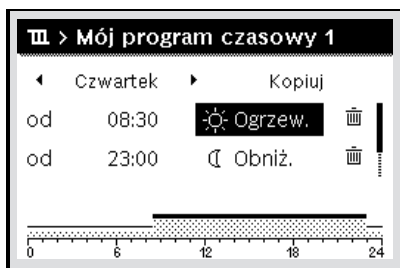 > Mój program czasowy 1
Czwartek Kopiuj
od 08:30 Ogrzew.
od 23:00 Obniż.
0 6 12 18 24